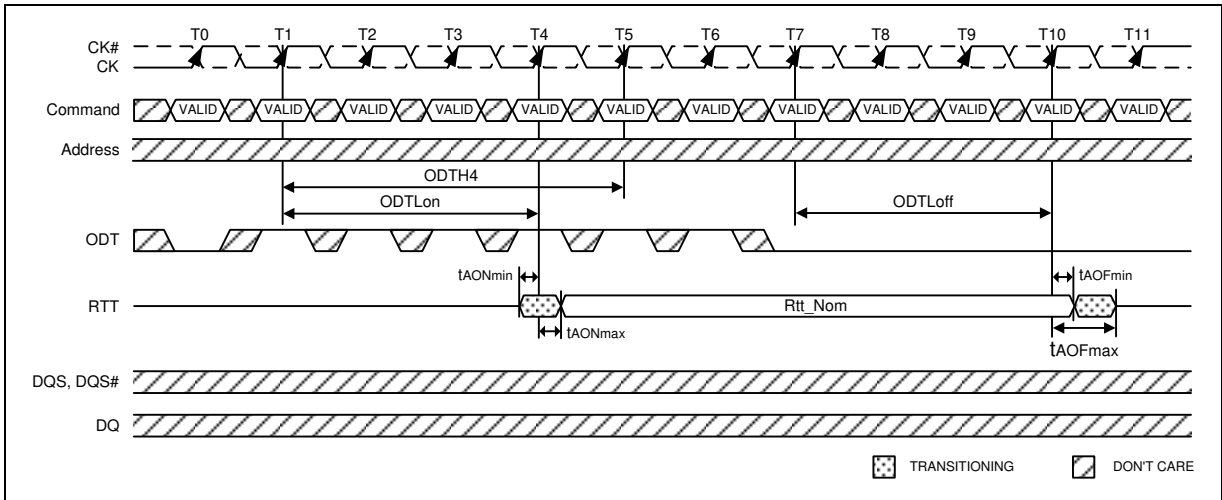 T0 T1 T2 T3 T4 T5 T6 T7 T8 T9 T10 T11
CK#
CK
Command VALID VALID VALID VALID VALID VALID VALID VALID VALID VALID VALID VALID
Address
ODTH4
ODTLon ODTLoff
ODT
tAONmin tAOFmin
RTT Rtt_Nom
tAONmax
tAOFmax
DQS, DQS#
DQ
TRANSITIONING DON'T CARE